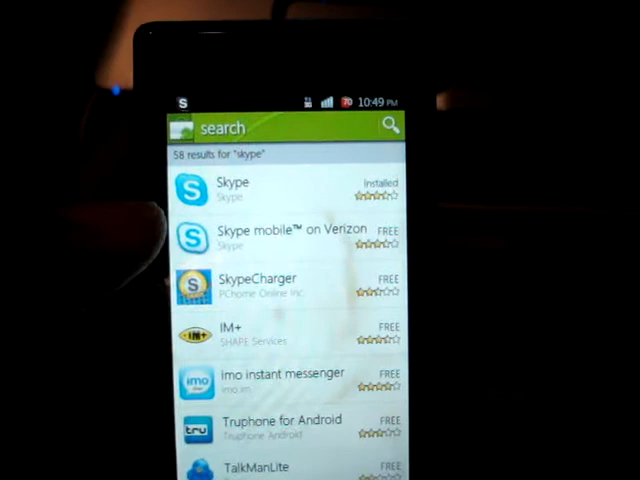 S 3G 70 10:49 PM
search
58 results for "skype"
Skype Installed
Skype
Skype mobile™ on Verizon FREE
Skype
SkypeCharger FREE
PChome Online Inc
IM+ FREE
SHAPE Services
imo instant messenger FREE
imo.im
Truphone for Android FREE
Truphone Android
TalkManLite FREE